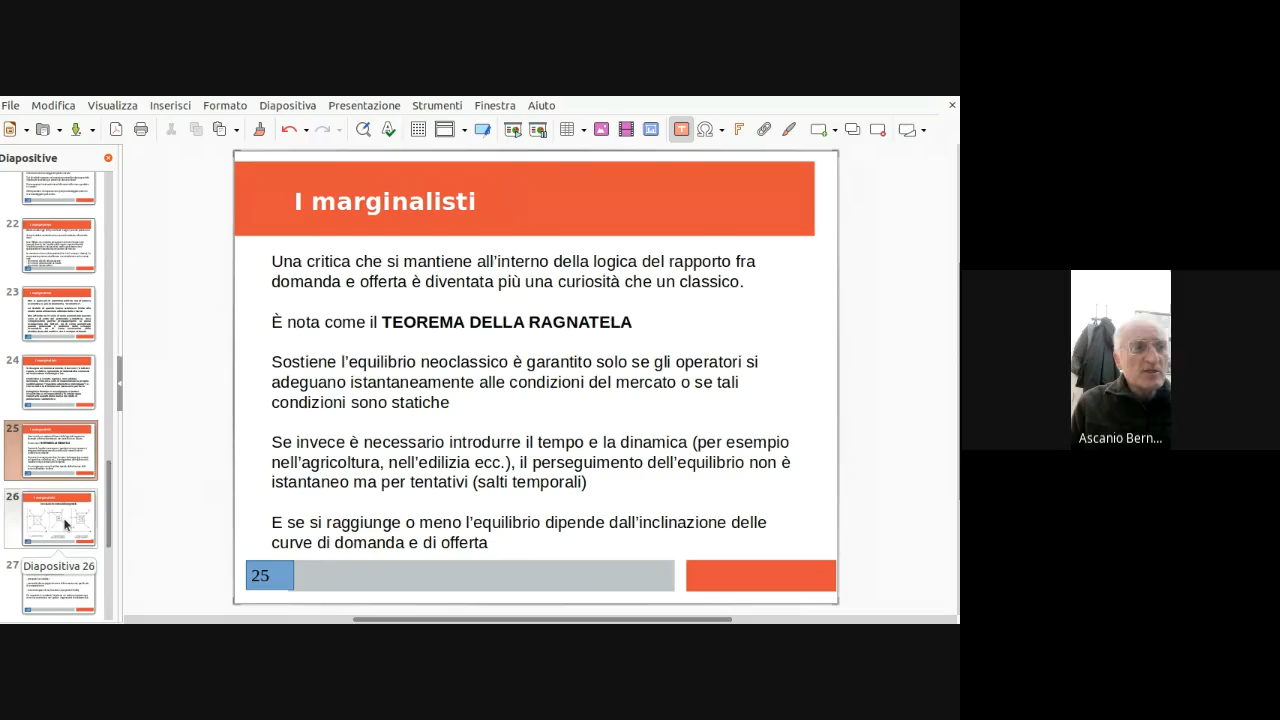 File Modifica Visualizza Inserisci Formato Diapositiva Presentazione Strumenti Finestra Aiuto
Diapositive
22
23
24
25
26
Diapositiva 26
27
I marginalisti
Una critica che si mantiene all'interno della logica del rapporto fra
domanda e offerta è diventata più una curiosità che un classico.
È nota come il TEOREMA DELLA RAGNATELA
Sostiene l'equilibrio neoclassico è garantito solo se gli operatori si
adeguano istantaneamente alle condizioni del mercato o se tali
condizioni sono statiche
Se invece è necessario introdurre il tempo e la dinamica (per esempio
nell'agricoltura, nell'edilizia ecc.), il perseguimento dell'equilibrio non è
istantaneo ma per tentativi (salti temporali)
E se si raggiunge o meno l'equilibrio dipende dall'inclinazione delle
curve di domanda e di offerta
25
Ascanio Bern...